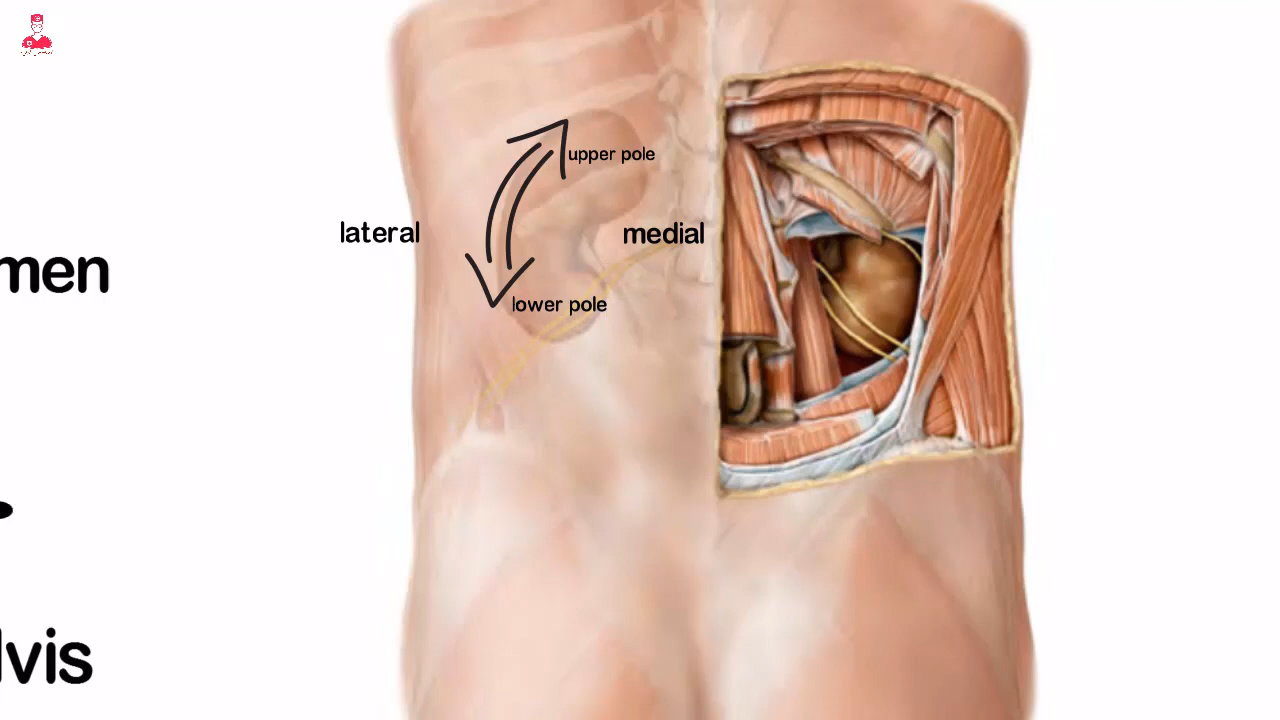 upper pole
lateral
medial
men
lower pole
lvis